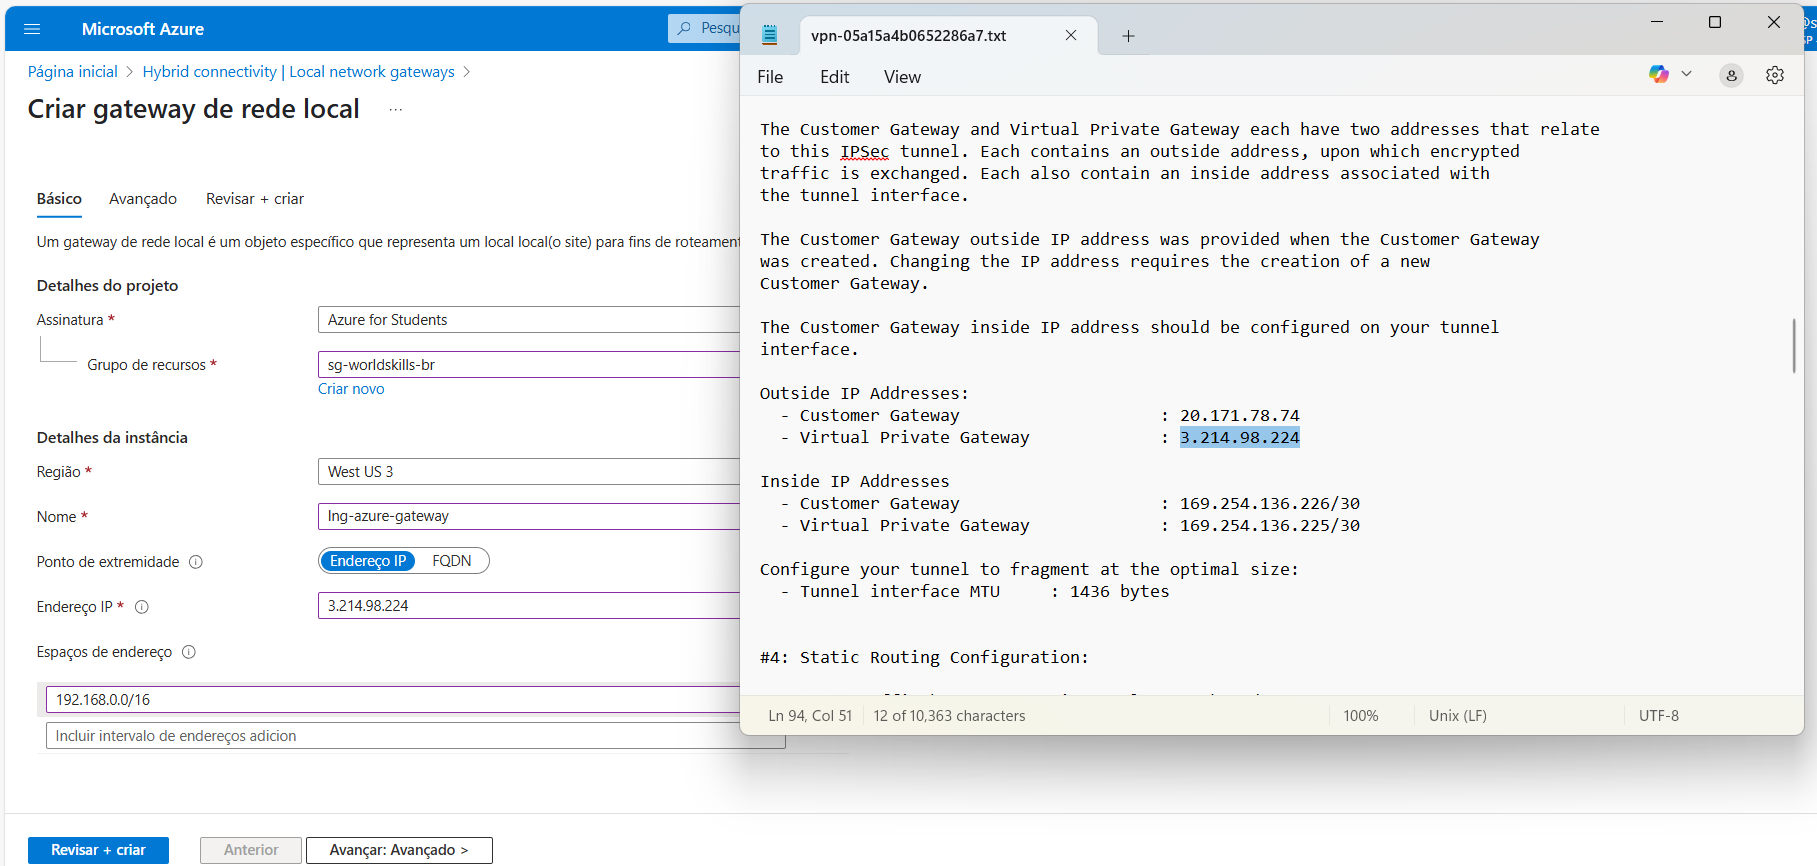 Microsoft Azure
Pesqu
Página inicial > Hybrid connectivity | Local network gateways >
Criar gateway de rede local ...
Básico Avançado Revisar + criar
Um gateway de rede local é um objeto específico que representa um local local(o site) para fins de roteament
Detalhes do projeto
Assinatura *
Azure for Students
Grupo de recursos *
sg-worldskills-br
Criar novo
Detalhes da instância
Região *
West US 3
Nome *
lng-azure-gateway
Ponto de extremidade
Endereço IP FQDN
Endereço IP *
3.214.98.224
Espaços de endereço
192.168.0.0/16
Incluir intervalo de endereços adicion
Revisar + criar
Anterior
Avançar: Avançado >
vpn-05a15a4b0652286a7.txt
File Edit View
The Customer Gateway and Virtual Private Gateway each have two addresses that relate
to this IPSec tunnel. Each contains an outside address, upon which encrypted
traffic is exchanged. Each also contain an inside address associated with
the tunnel interface.
The Customer Gateway outside IP address was provided when the Customer Gateway
was created. Changing the IP address requires the creation of a new
Customer Gateway.
The Customer Gateway inside IP address should be configured on your tunnel
interface.
Outside IP Addresses:
- Customer Gateway : 20.171.78.74
- Virtual Private Gateway : 3.214.98.224
Inside IP Addresses
- Customer Gateway : 169.254.136.226/30
- Virtual Private Gateway : 169.254.136.225/30
Configure your tunnel to fragment at the optimal size:
- Tunnel interface MTU : 1436 bytes
#4: Static Routing Configuration:
Ln 94, Col 51 12 of 10,363 characters 100% Unix (LF) UTF-8